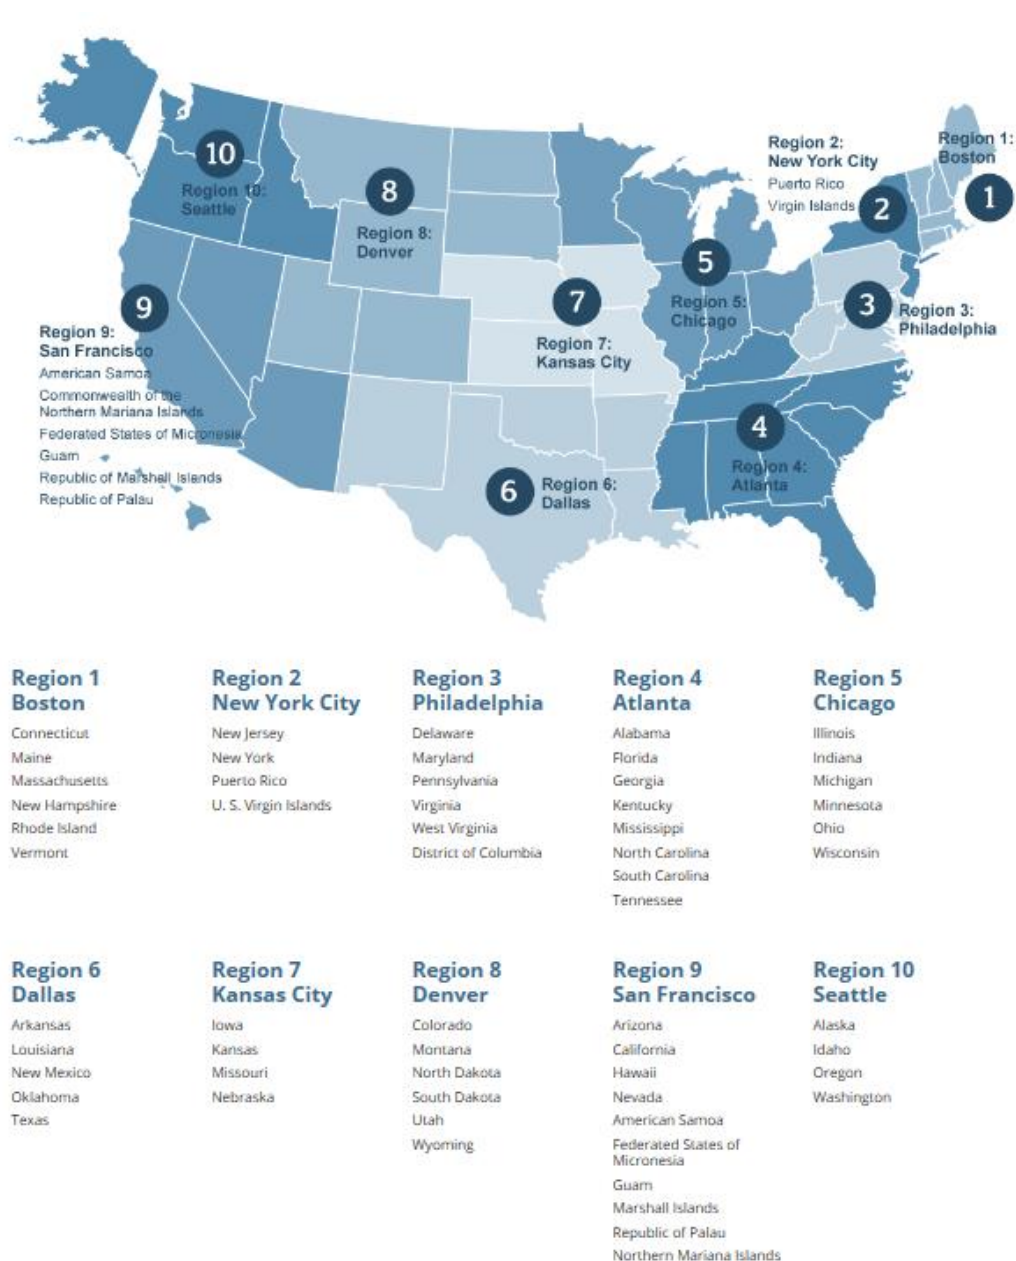 10
Region 10:
Seattle
8
Region 8:
Denver
Region 2:
New York City
Puerto Rico
Virgin Islands
2
Region 1:
Boston
1
9
Region 9:
San Francisco
American Samoa
Commonwealth of the
Northern Mariana Islands
Federated States of Micronesia
Guam
Republic of Marshall Islands
Republic of Palau
7
Region 7:
Kansas City
5
Region 5:
Chicago
3
Region 3:
Philadelphia
4
Region 4:
Atlanta
6
Region 6:
Dallas
Region 1
Boston
Connecticut
Maine
Massachusetts
New Hampshire
Rhode Island
Vermont
Region 2
New York City
New Jersey
New York
Puerto Rico
U. S. Virgin Islands
Region 3
Philadelphia
Delaware
Maryland
Pennsylvania
Virginia
West Virginia
District of Columbia
Region 4
Atlanta
Alabama
Florida
Georgia
Kentucky
Mississippi
North Carolina
South Carolina
Tennessee
Region 5
Chicago
Illinois
Indiana
Michigan
Minnesota
Ohio
Wisconsin
Region 6
Dallas
Arkansas
Louisiana
New Mexico
Oklahoma
Texas
Region 7
Kansas City
Iowa
Kansas
Missouri
Nebraska
Region 8
Denver
Colorado
Montana
North Dakota
South Dakota
Utah
Wyoming
Region 9
San Francisco
Arizona
California
Hawaii
Nevada
American Samoa
Federated States of
Micronesia
Guam
Marshall Islands
Republic of Palau
Northern Mariana Islands
Region 10
Seattle
Alaska
Idaho
Oregon
Washington